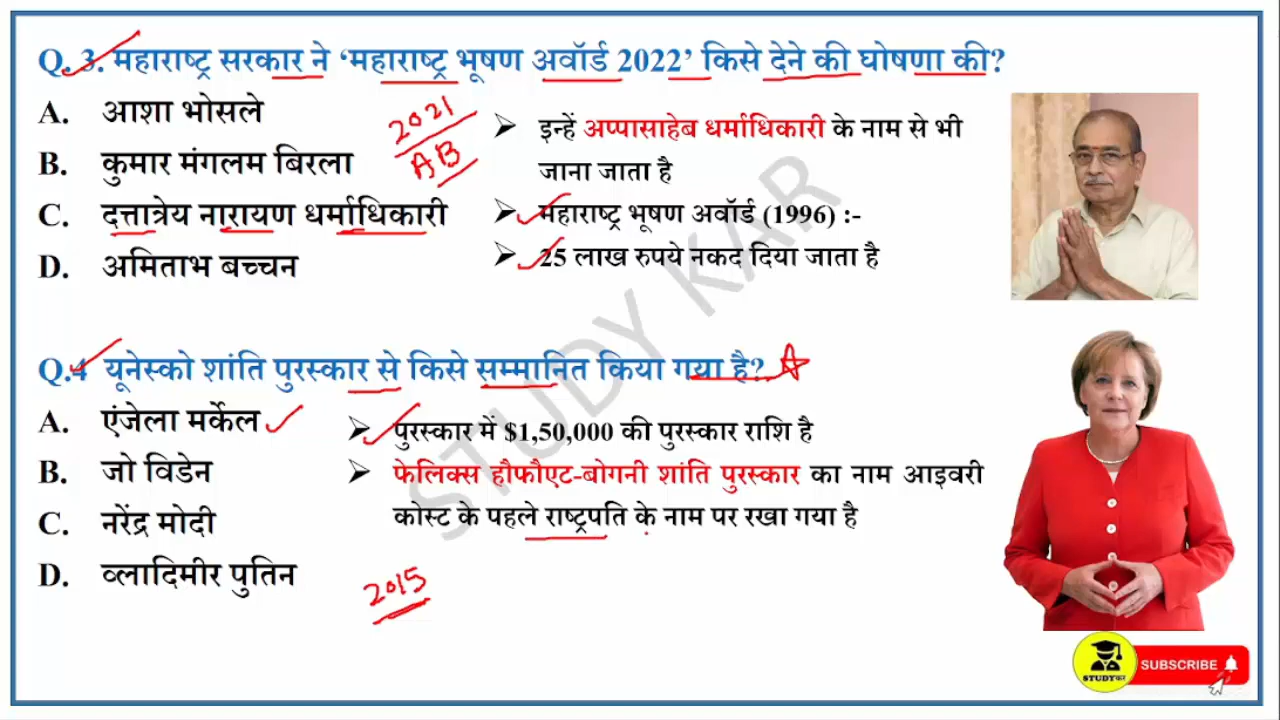 Q. 3. महाराष्ट्र सरकार ने ‘महाराष्ट्र भूषण अवॉर्ड 2022’ किसे देने की घोषणा की?
A. आशा भोसले
B. कुमार मंगलम बिरला
C. दत्तात्रेय नारायण धर्माधिकारी
D. अमिताभ बच्चन
2021
AB
➢ इन्हें अप्पासाहेब धर्माधिकारी के नाम से भी
जाना जाता है
➢ महाराष्ट्र भूषण अवॉर्ड (1996) :-
➢ 25 लाख रुपये नकद दिया जाता है
Q.4 यूनेस्को शांति पुरस्कार से किसे सम्मानित किया गया है?
A. एंजेला मर्केल
B. जो विडेन
C. नरेंद्र मोदी
D. व्लादिमीर पुतिन
➢ पुरस्कार में $1,50,000 की पुरस्कार राशि है
➢ फेलिक्स हौफौएट-बोगनी शांति पुरस्कार का नाम आइवरी
कोस्ट के पहले राष्ट्रपति के नाम पर रखा गया है
2015
STUDY KAR
STUDYकर
SUBSCRIBE